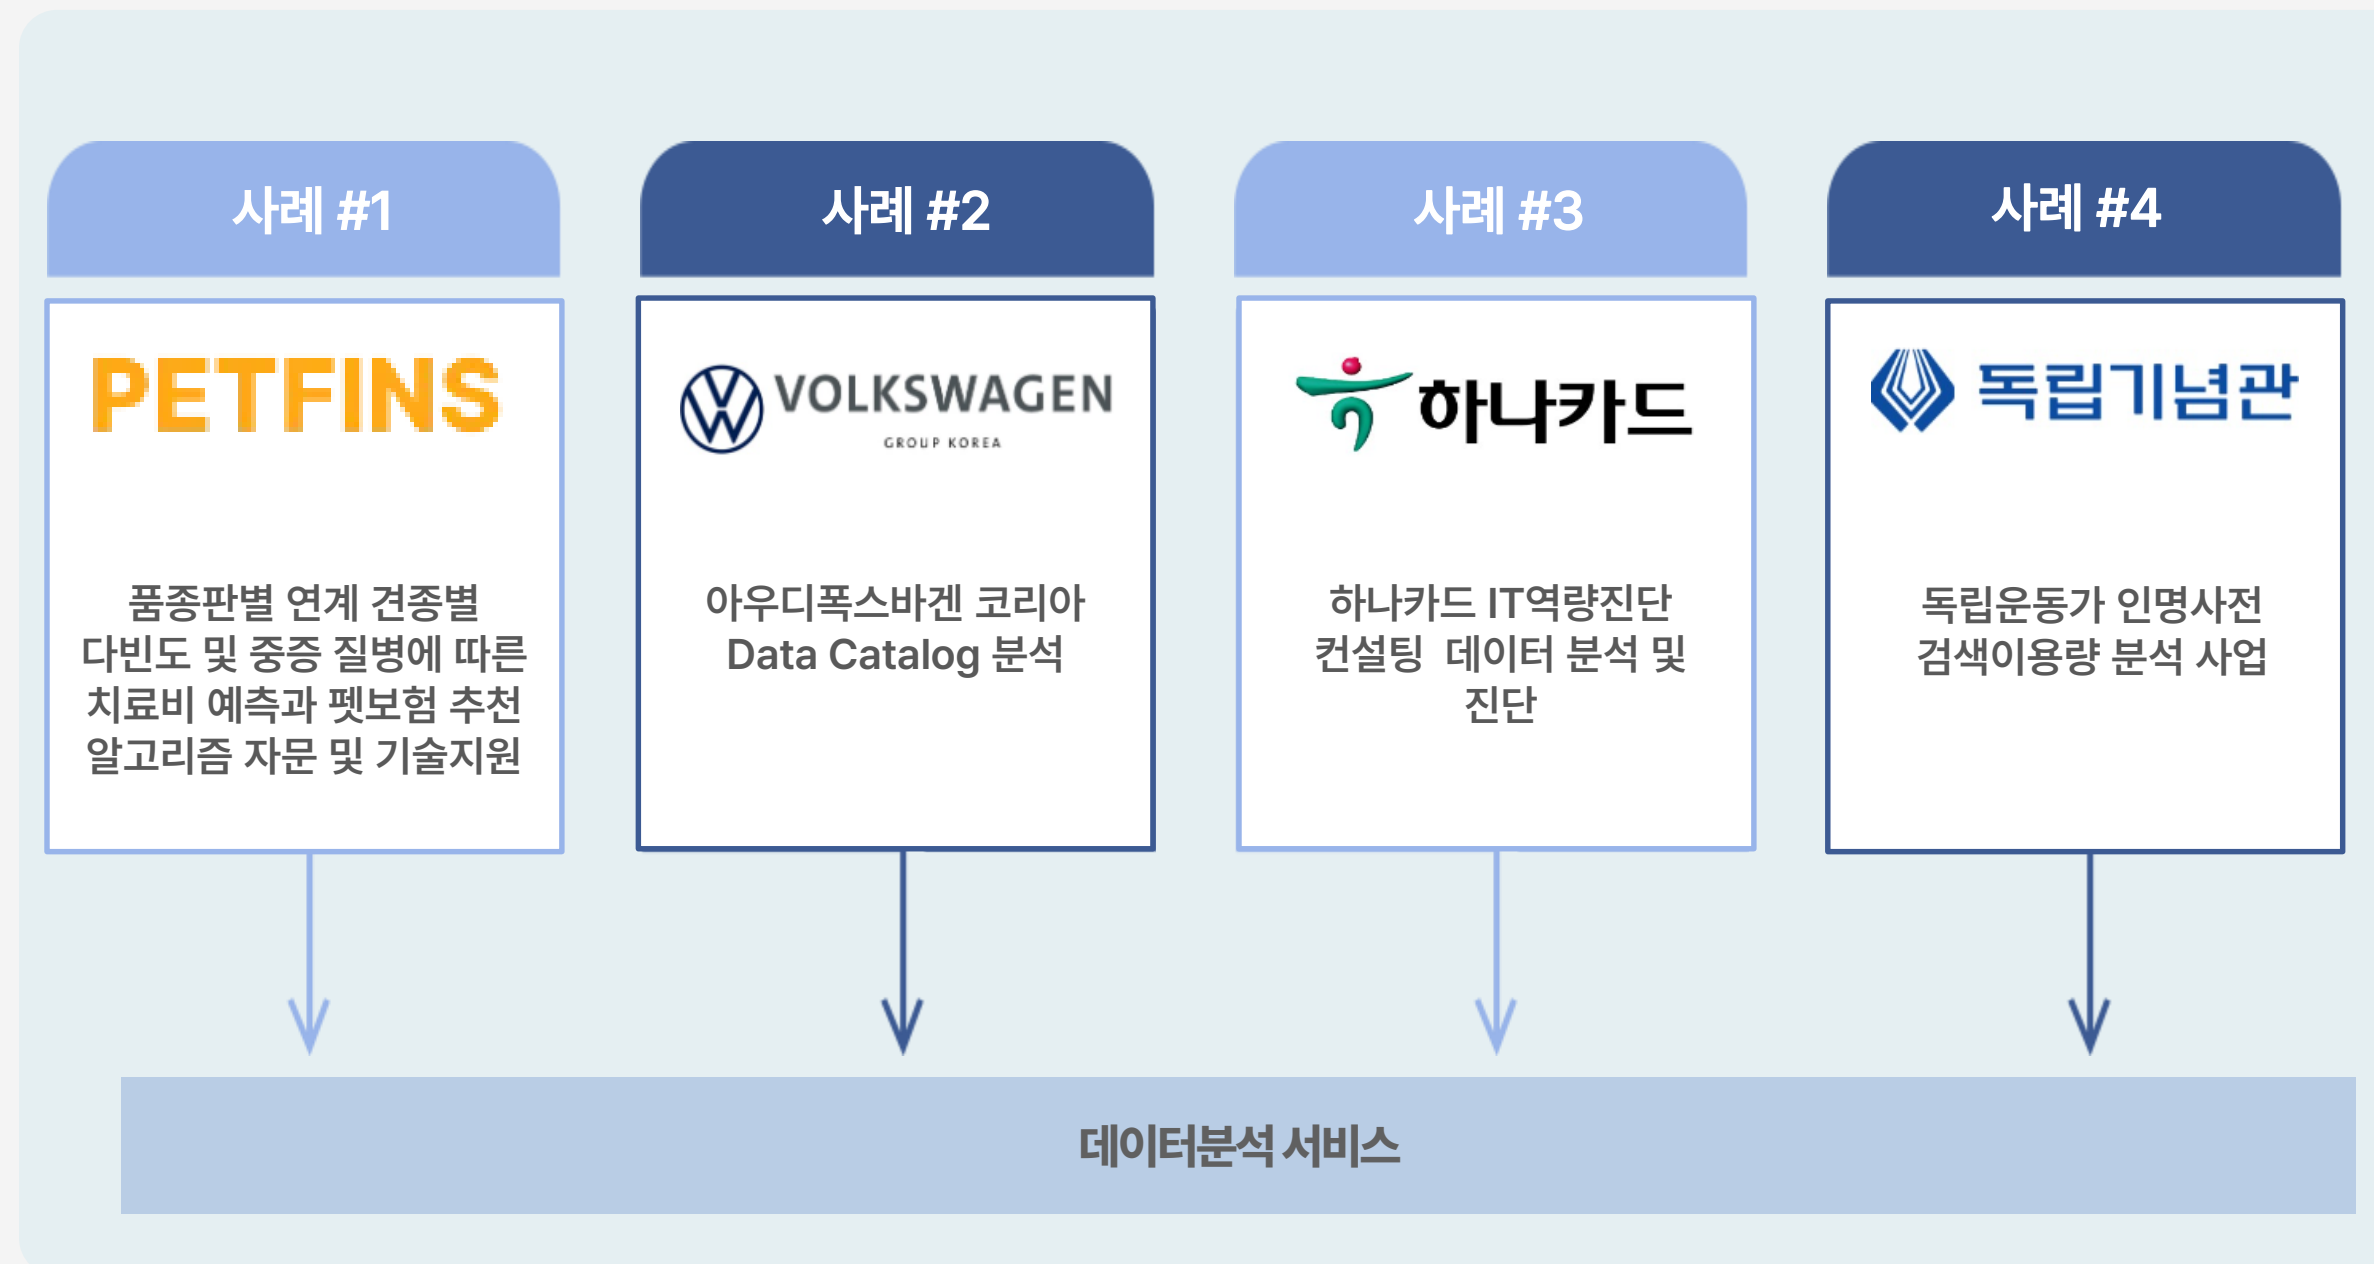 사례 #1
PETFINS
품종판별 연계 견종별
다빈도 및 중증 질병에 따른
치료비 예측과 펫보험 추천
알고리즘 자문 및 기술지원
사례 #2
VOLKSWAGEN
GROUP KOREA
아우디폭스바겐 코리아
Data Catalog 분석
사례 #3
하나카드
하나카드 IT역량진단
컨설팅  데이터 분석 및
진단
사례 #4
독립기념관
독립운동가 인명사전
검색이용량 분석 사업
데이터분석 서비스